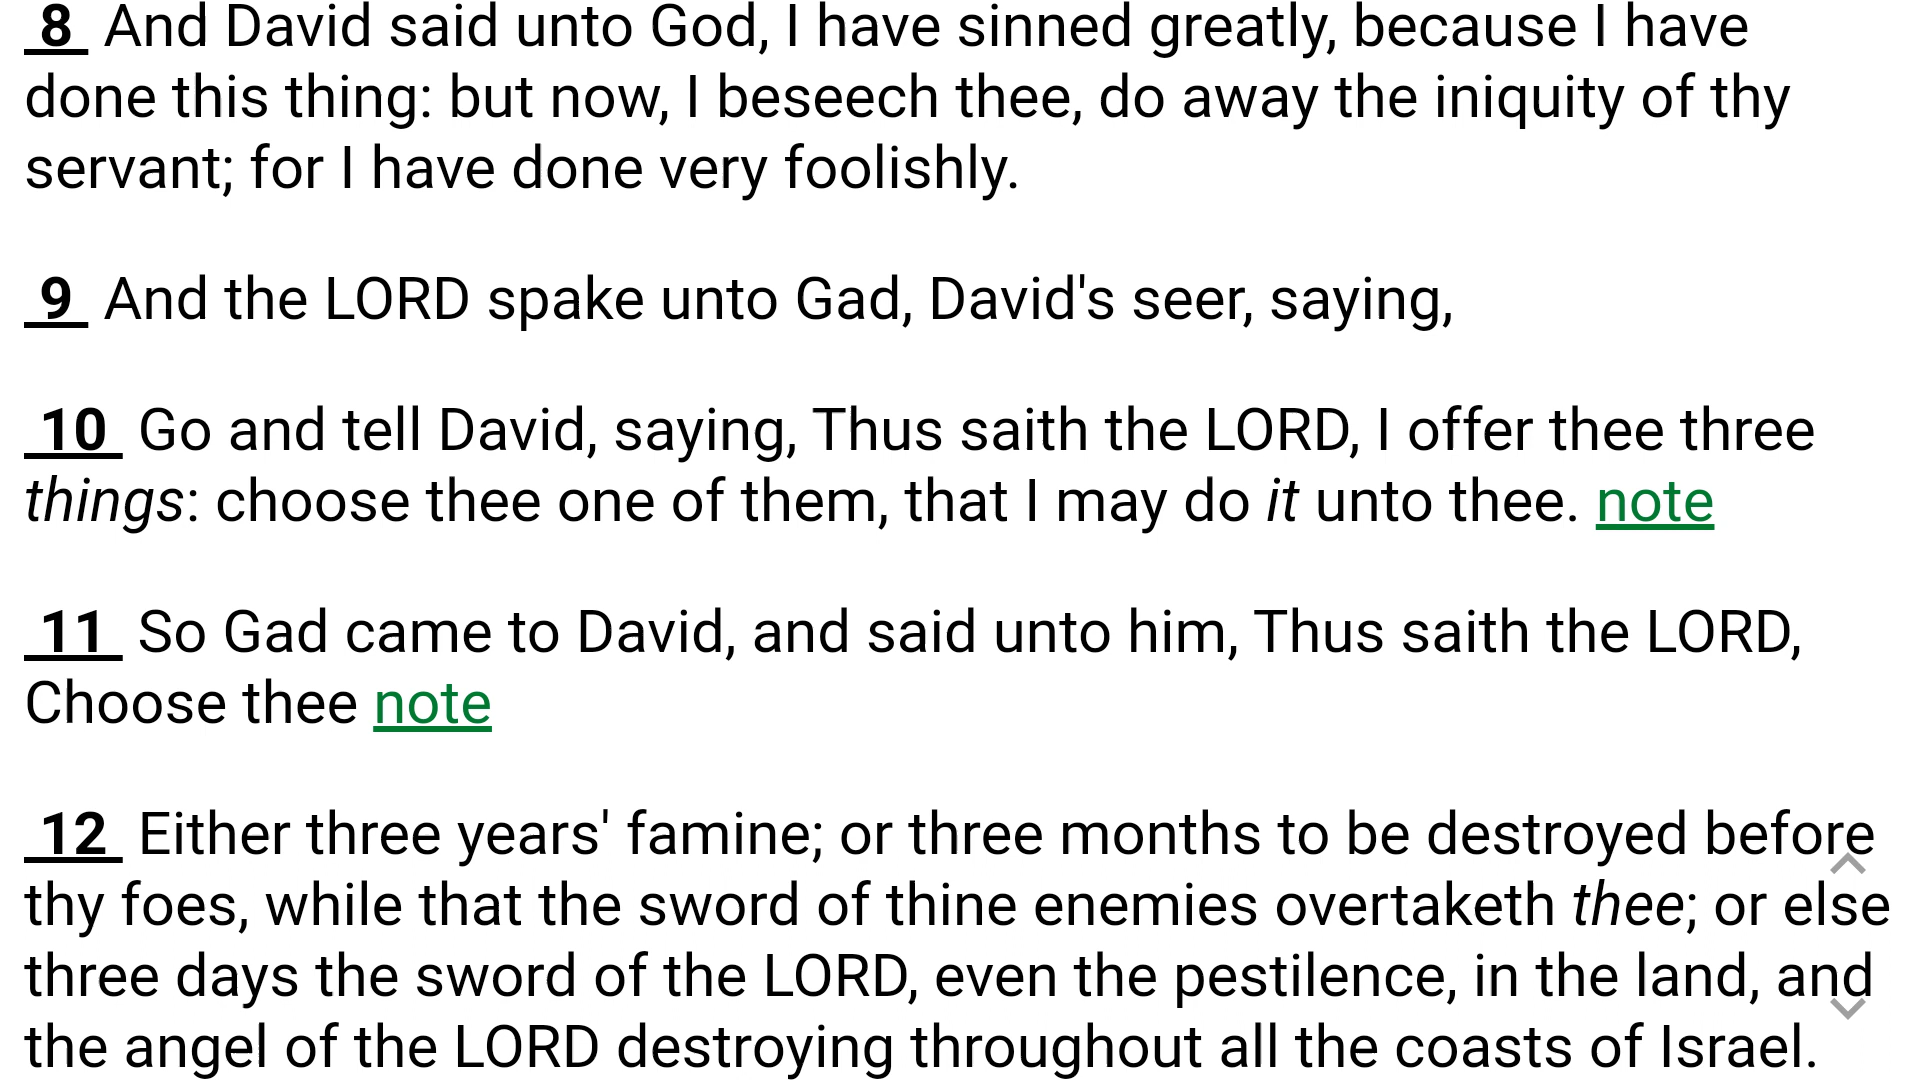 8 And David said unto God, I have sinned greatly, because I have
done this thing: but now, I beseech thee, do away the iniquity of thy
servant; for I have done very foolishly.
9 And the LORD spake unto Gad, David's seer, saying,
10 Go and tell David, saying, Thus saith the LORD, I offer thee three
things: choose thee one of them, that I may do it unto thee. note
11 So Gad came to David, and said unto him, Thus saith the LORD,
Choose thee note
12 Either three years' famine; or three months to be destroyed before
thy foes, while that the sword of thine enemies overtaketh thee; or else
three days the sword of the LORD, even the pestilence, in the land, and
the angel of the LORD destroying throughout all the coasts of Israel.